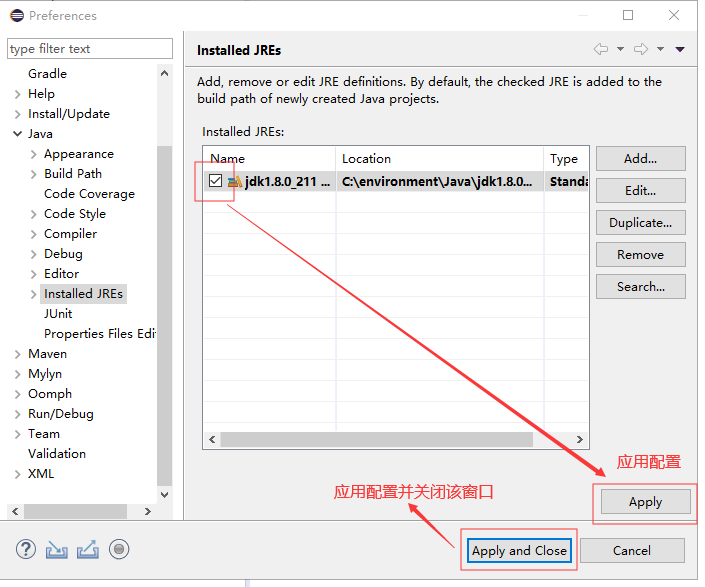 Preferences
type filter text
Gradle
Help
Install/Update
Java
Appearance
Build Path
Code Coverage
Code Style
Compiler
Debug
Editor
Installed JREs
JUnit
Properties Files Edi
Maven
Mylyn
Oomph
Run/Debug
Team
Validation
XML
Installed JREs
Add, remove or edit JRE definitions. By default, the checked JRE is added to the
build path of newly created Java projects.
Installed JREs:
Name Location Type
jdk1.8.0_211 ... C:\environment\Java\jdk1.8.0... Standa
Add...
Edit...
Duplicate...
Remove
Search...
应用配置
应用配置并关闭该窗口
Apply
Apply and Close Cancel